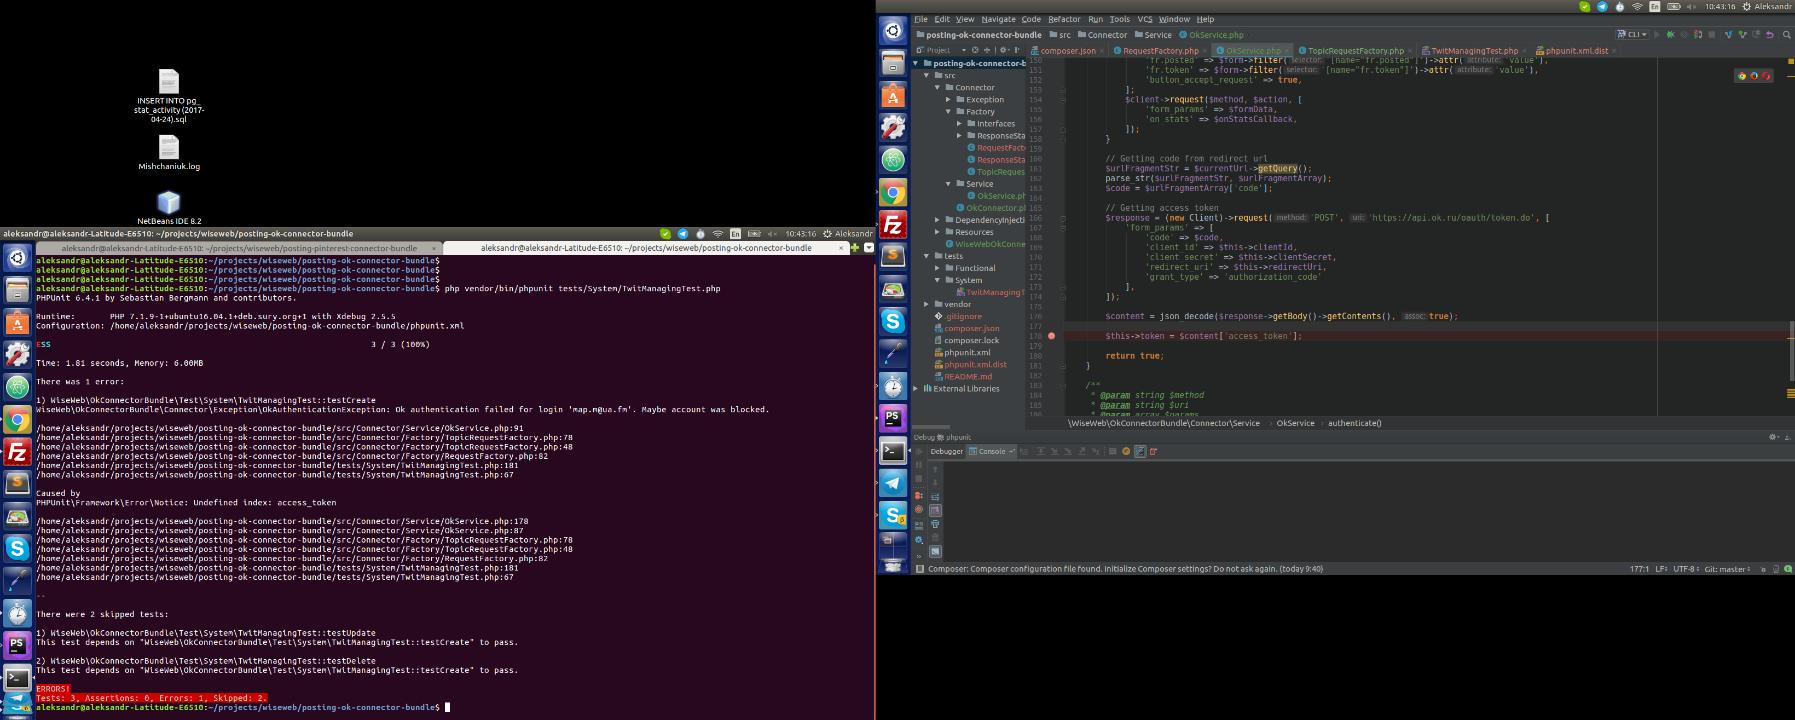 INSERT INTO pg_
stat_activity (2017-
04-24).sql
Mishchaniuk.log
NetBeans IDE 8.2
aleksandr@aleksandr-Latitude-E6510: ~/projects/wiseweb/posting-ok-connector-bundle
En
10:43:16
Aleksandr
aleksandr@aleksandr-Latitude-E6510: ~/projects/wiseweb/posting-pinterest-connector-bundle
aleksandr@aleksandr-Latitude-E6510: ~/projects/wiseweb/posting-ok-connector-bundle
aleksandr@aleksandr-Latitude-E6510:~/projects/wiseweb/posting-ok-connector-bundle$
aleksandr@aleksandr-Latitude-E6510:~/projects/wiseweb/posting-ok-connector-bundle$
aleksandr@aleksandr-Latitude-E6510:~/projects/wiseweb/posting-ok-connector-bundle$
aleksandr@aleksandr-Latitude-E6510:~/projects/wiseweb/posting-ok-connector-bundle$ php vendor/bin/phpunit tests/System/TwitManagingTest.php
PHPUnit 6.4.1 by Sebastian Bergmann and contributors.
Runtime: PHP 7.1.9-1+ubuntu16.04.1+deb.sury.org+1 with Xdebug 2.5.5
Configuration: /home/aleksandr/projects/wiseweb/posting-ok-connector-bundle/phpunit.xml
ESS 3 / 3 (100%)
Time: 1.81 seconds, Memory: 6.00MB
There was 1 error:
1) WiseWeb\OkConnectorBundle\Test\System\TwitManagingTest::testCreate
WiseWeb\OkConnectorBundle\Connector\Exception\OkAuthenticationException: Ok authentication failed for login 'map.m@ua.fm'. Maybe account was blocked.
/home/aleksandr/projects/wiseweb/posting-ok-connector-bundle/src/Connector/Service/OkService.php:91
/home/aleksandr/projects/wiseweb/posting-ok-connector-bundle/src/Connector/Factory/TopicRequestFactory.php:78
/home/aleksandr/projects/wiseweb/posting-ok-connector-bundle/src/Connector/Factory/TopicRequestFactory.php:48
/home/aleksandr/projects/wiseweb/posting-ok-connector-bundle/src/Connector/Factory/RequestFactory.php:82
/home/aleksandr/projects/wiseweb/posting-ok-connector-bundle/tests/System/TwitManagingTest.php:181
/home/aleksandr/projects/wiseweb/posting-ok-connector-bundle/tests/System/TwitManagingTest.php:67
Caused by
PHPUnit\Framework\Error\Notice: Undefined index: access_token
/home/aleksandr/projects/wiseweb/posting-ok-connector-bundle/src/Connector/Service/OkService.php:178
/home/aleksandr/projects/wiseweb/posting-ok-connector-bundle/src/Connector/Service/OkService.php:87
/home/aleksandr/projects/wiseweb/posting-ok-connector-bundle/src/Connector/Factory/TopicRequestFactory.php:78
/home/aleksandr/projects/wiseweb/posting-ok-connector-bundle/src/Connector/Factory/TopicRequestFactory.php:48
/home/aleksandr/projects/wiseweb/posting-ok-connector-bundle/src/Connector/Factory/RequestFactory.php:82
/home/aleksandr/projects/wiseweb/posting-ok-connector-bundle/tests/System/TwitManagingTest.php:181
/home/aleksandr/projects/wiseweb/posting-ok-connector-bundle/tests/System/TwitManagingTest.php:67
--
There were 2 skipped tests:
1) WiseWeb\OkConnectorBundle\Test\System\TwitManagingTest::testUpdate
This test depends on "WiseWeb\OkConnectorBundle\Test\System\TwitManagingTest::testCreate" to pass.
2) WiseWeb\OkConnectorBundle\Test\System\TwitManagingTest::testDelete
This test depends on "WiseWeb\OkConnectorBundle\Test\System\TwitManagingTest::testCreate" to pass.
ERRORS!
Tests: 3, Assertions: 0, Errors: 1, Skipped: 2.
aleksandr@aleksandr-Latitude-E6510:~/projects/wiseweb/posting-ok-connector-bundle$
En
10:43:16
Aleksandr
File Edit View Navigate Code Refactor Run Tools VCS Window Help
posting-ok-connector-bundle src Connector Service OkService.php
CLI
Project
composer.json RequestFactory.php OkService.php TopicRequestFactory.php TwitManagingTest.php phpunit.xml.dist
posting-ok-connector-b
src
Connector
Exception
Factory
Interfaces
ResponseSta
RequestFact
ResponseSta
TopicReques
Service
OkService.ph
OkConnector.
DependencyInjecti
Resources
WiseWebOkConne
tests
Functional
System
TwitManagingT
vendor
.gitignore
composer.json
composer.lock
phpunit.xml
phpunit.xml.dist
README.md
External Libraries
150 'fr.posted' => $form->filter( selector: '[name="fr.posted"]')->attr( attribute: 'value'),
151 'fr.token' => $form->filter( selector: '[name="fr.token"]')->attr( attribute: 'value'),
152 'button_accept_request' => true,
153 ];
154 $client->request($method, $action, [
155 'form_params' => $formData,
156 'on_stats' => $onStatsCallback,
157 ]);
158 }
159
160 // Getting code from redirect url
161 $urlFragmentStr = $currentUrl->getQuery();
162 parse_str($urlFragmentStr, $urlFragmentArray);
163 $code = $urlFragmentArray['code'];
164
165 // Getting access token
166 $response = (new Client)->request( method: 'POST', uri: 'https://api.ok.ru/oauth/token.do', [
167 'form_params' => [
168 'code' => $code,
169 'client_id' => $this->clientId,
170 'client_secret' => $this->clientSecret,
171 'redirect_uri' => $this->redirectUri,
172 'grant_type' => 'authorization_code'
173 ],
174 ]);
175
176 $content = json_decode($response->getBody()->getContents(), assoc: true);
177
178 $this->token = $content['access_token'];
179
180 return true;
181 }
182
183 /**
184 * @param string $method
185 * @param string $uri
186 * @param array $params
\WiseWeb\OkConnectorBundle\Connector\Service OkService authenticate()
Debug phpunit
Debugger Console
Composer: Composer configuration file found. Initialize Composer settings? Do not ask again. (today 9:40)
177:1 LF UTF-8 Git: master